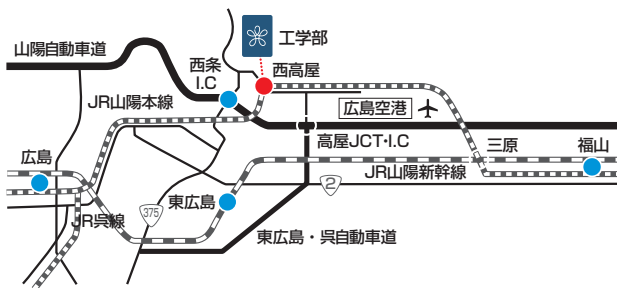 工学部
山陽自動車道
西条
I.C
西高屋
JR山陽本線
広島空港
高屋JCT・I.C
三原
福山
広島
JR山陽新幹線
2
東広島
375
JR呉線
東広島・呉自動車道